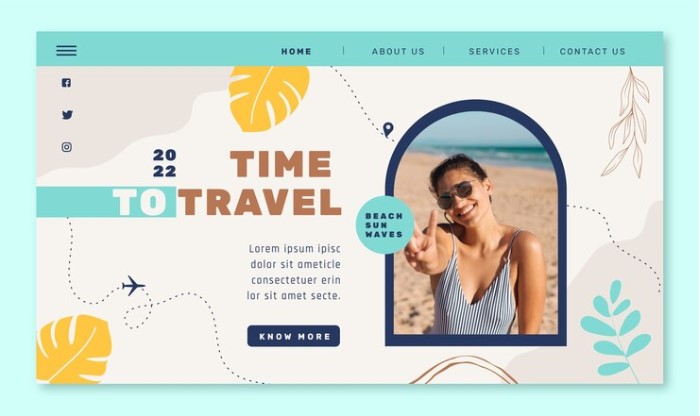 HOME
ABOUT US
SERVICES
CONTACT US
20
22
TIME
TO TRAVEL
BEACH
SUN
WAVES
Lorem ipsum ipisc
dolor sit ameticle
consectetuer erin
lor sit amet secte.
KNOW MORE